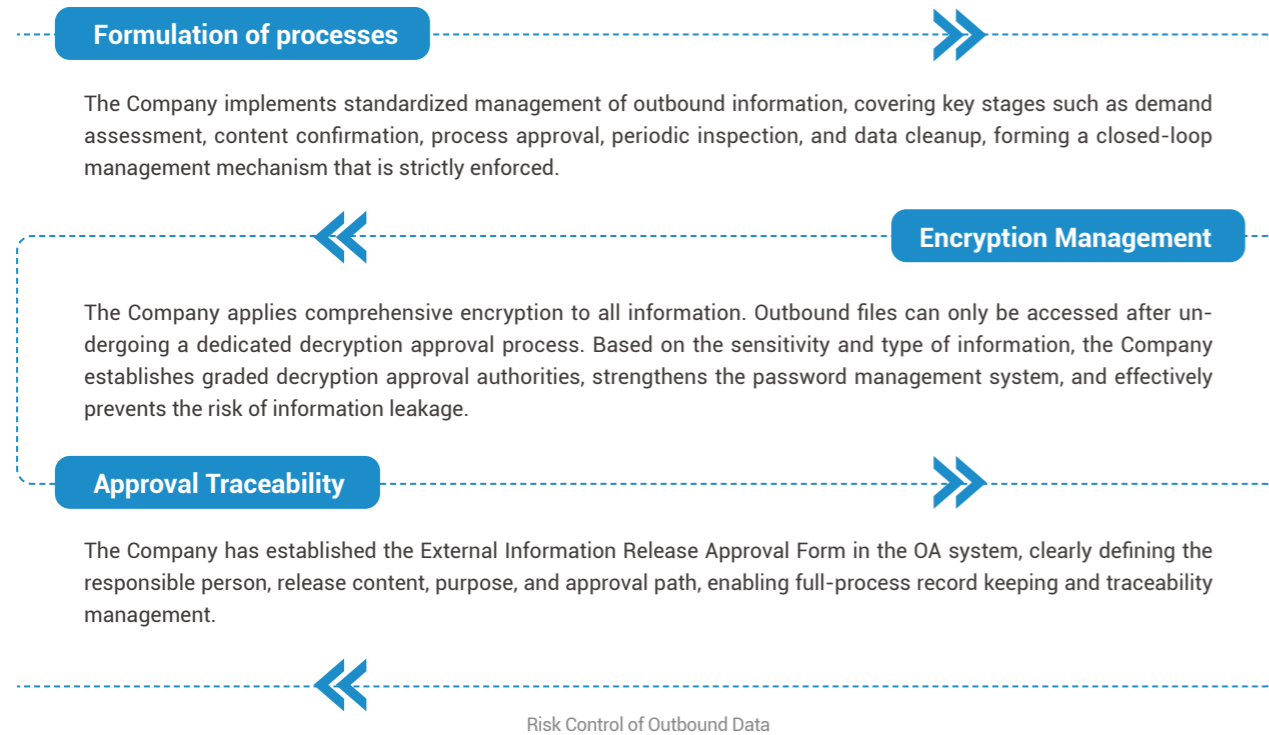 Formulation of processes
The Company implements standardized management of outbound information, covering key stages such as demand
assessment, content confirmation, process approval, periodic inspection, and data cleanup, forming a closed-loop
management mechanism that is strictly enforced.
Encryption Management
The Company applies comprehensive encryption to all information. Outbound files can only be accessed after un-
dergoing a dedicated decryption approval process. Based on the sensitivity and type of information, the Company
establishes graded decryption approval authorities, strengthens the password management system, and effectively
prevents the risk of information leakage.
Approval Traceability
The Company has established the External Information Release Approval Form in the OA system, clearly defining the
responsible person, release content, purpose, and approval path, enabling full-process record keeping and traceability
management.
Risk Control of Outbound Data